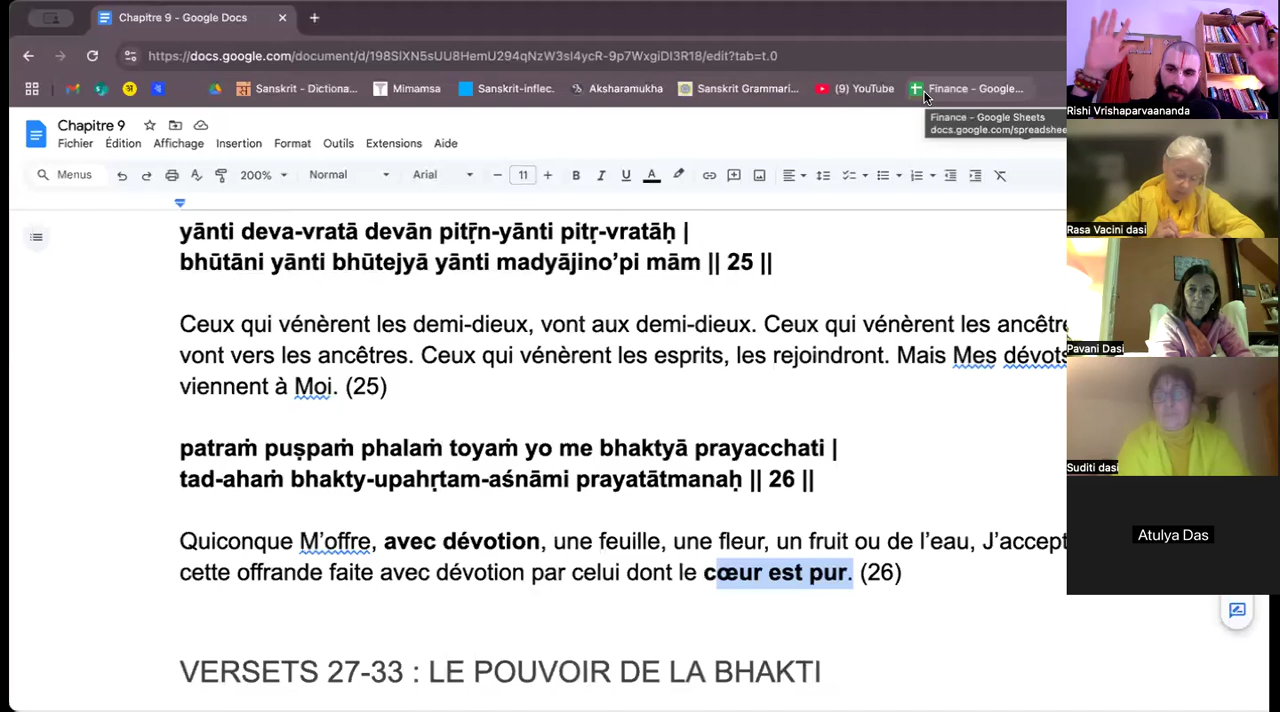 Chapitre 9 - Google Docs
https://docs.google.com/document/d/198SlXN5sUU8HemU294qNzW3sI4ycR-9p7WxgiDI3R18/edit?tab=t.0
Sanskrit - Dictiona... Mimamsa Sanskrit-inflec. Aksharamukha Sanskrit Grammari... (9) YouTube Finance - Google...
Finance - Google Sheets
docs.google.com/spreadshee
Chapitre 9
Fichier Édition Affichage Insertion Format Outils Extensions Aide
Menus 200% Normal Arial 11 B I U A
yānti deva-vratā devān pitṝn-yānti pitṛ-vratāḥ |
bhūtāni yānti bhūtejyā yānti madyājino’pi mām || 25 ||
Ceux qui vénèrent les demi-dieux, vont aux demi-dieux. Ceux qui vénèrent les ancêtre
vont vers les ancêtres. Ceux qui vénèrent les esprits, les rejoindront. Mais Mes dévots
viennent à Moi. (25)
patraṁ puṣpaṁ phalaṁ toyaṁ yo me bhaktyā prayacchati |
tad-ahaṁ bhakty-upahṛtam-aśnāmi prayatātmanaḥ || 26 ||
Quiconque M’offre, avec dévotion, une feuille, une fleur, un fruit ou de l’eau, J’accept
cette offrande faite avec dévotion par celui dont le cœur est pur. (26)
VERSETS 27-33 : LE POUVOIR DE LA BHAKTI
Rishi Vrishaparvaananda
Rasa Vacini dasi
Pavani Dasi
Suditi dasi
Atulya Das